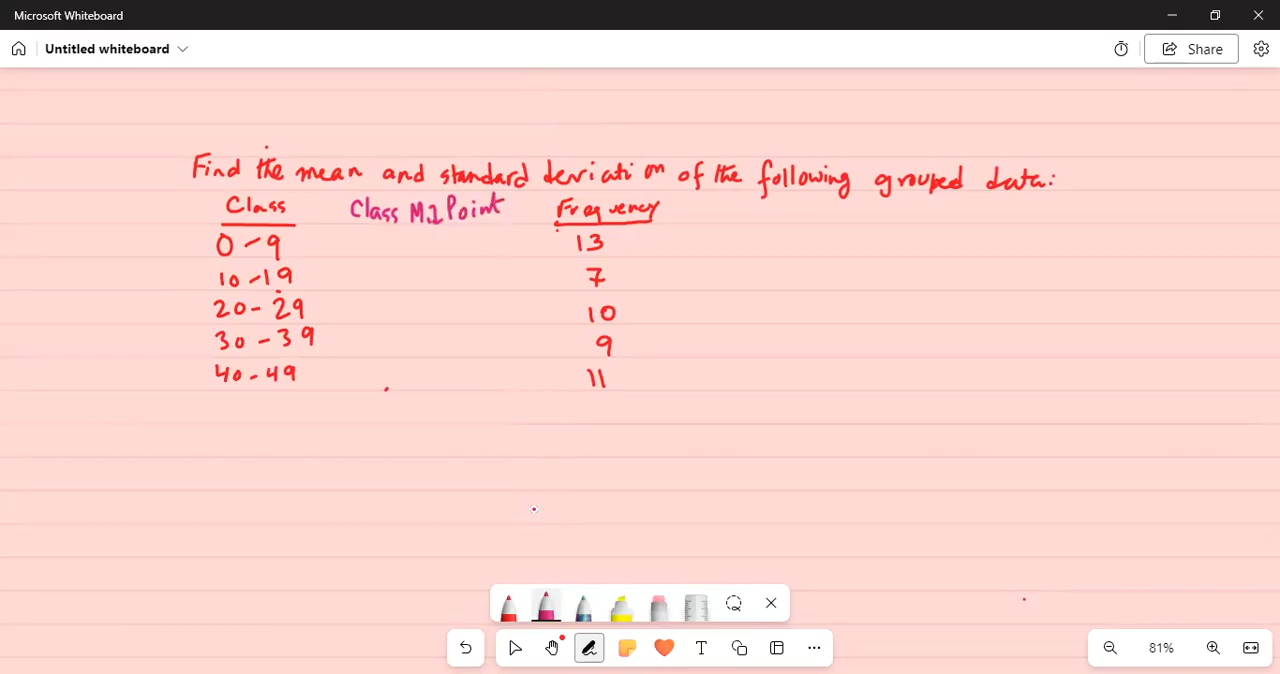 Microsoft Whiteboard
Untitled whiteboard
Share
Find the mean and standard deviation of the following grouped data:
Class Class Point Frequency
0 - 9 13
10 - 19 7
20 - 29 10
30 - 39 9
40 - 49 11
81%